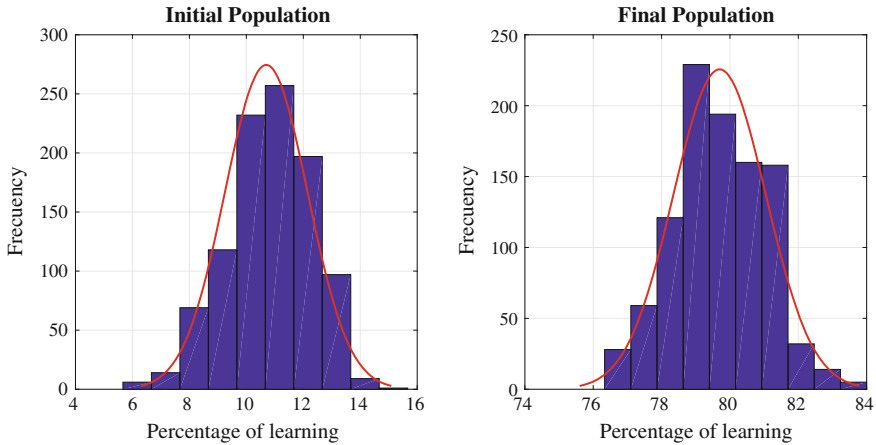 Initial Population
300
250
200
150
100
50
0
Frecuency
4 6 8 10 12 14 16
Percentage of learning
Final Population
250
200
150
100
50
0
Frecuency
74 76 78 80 82 84
Percentage of learning